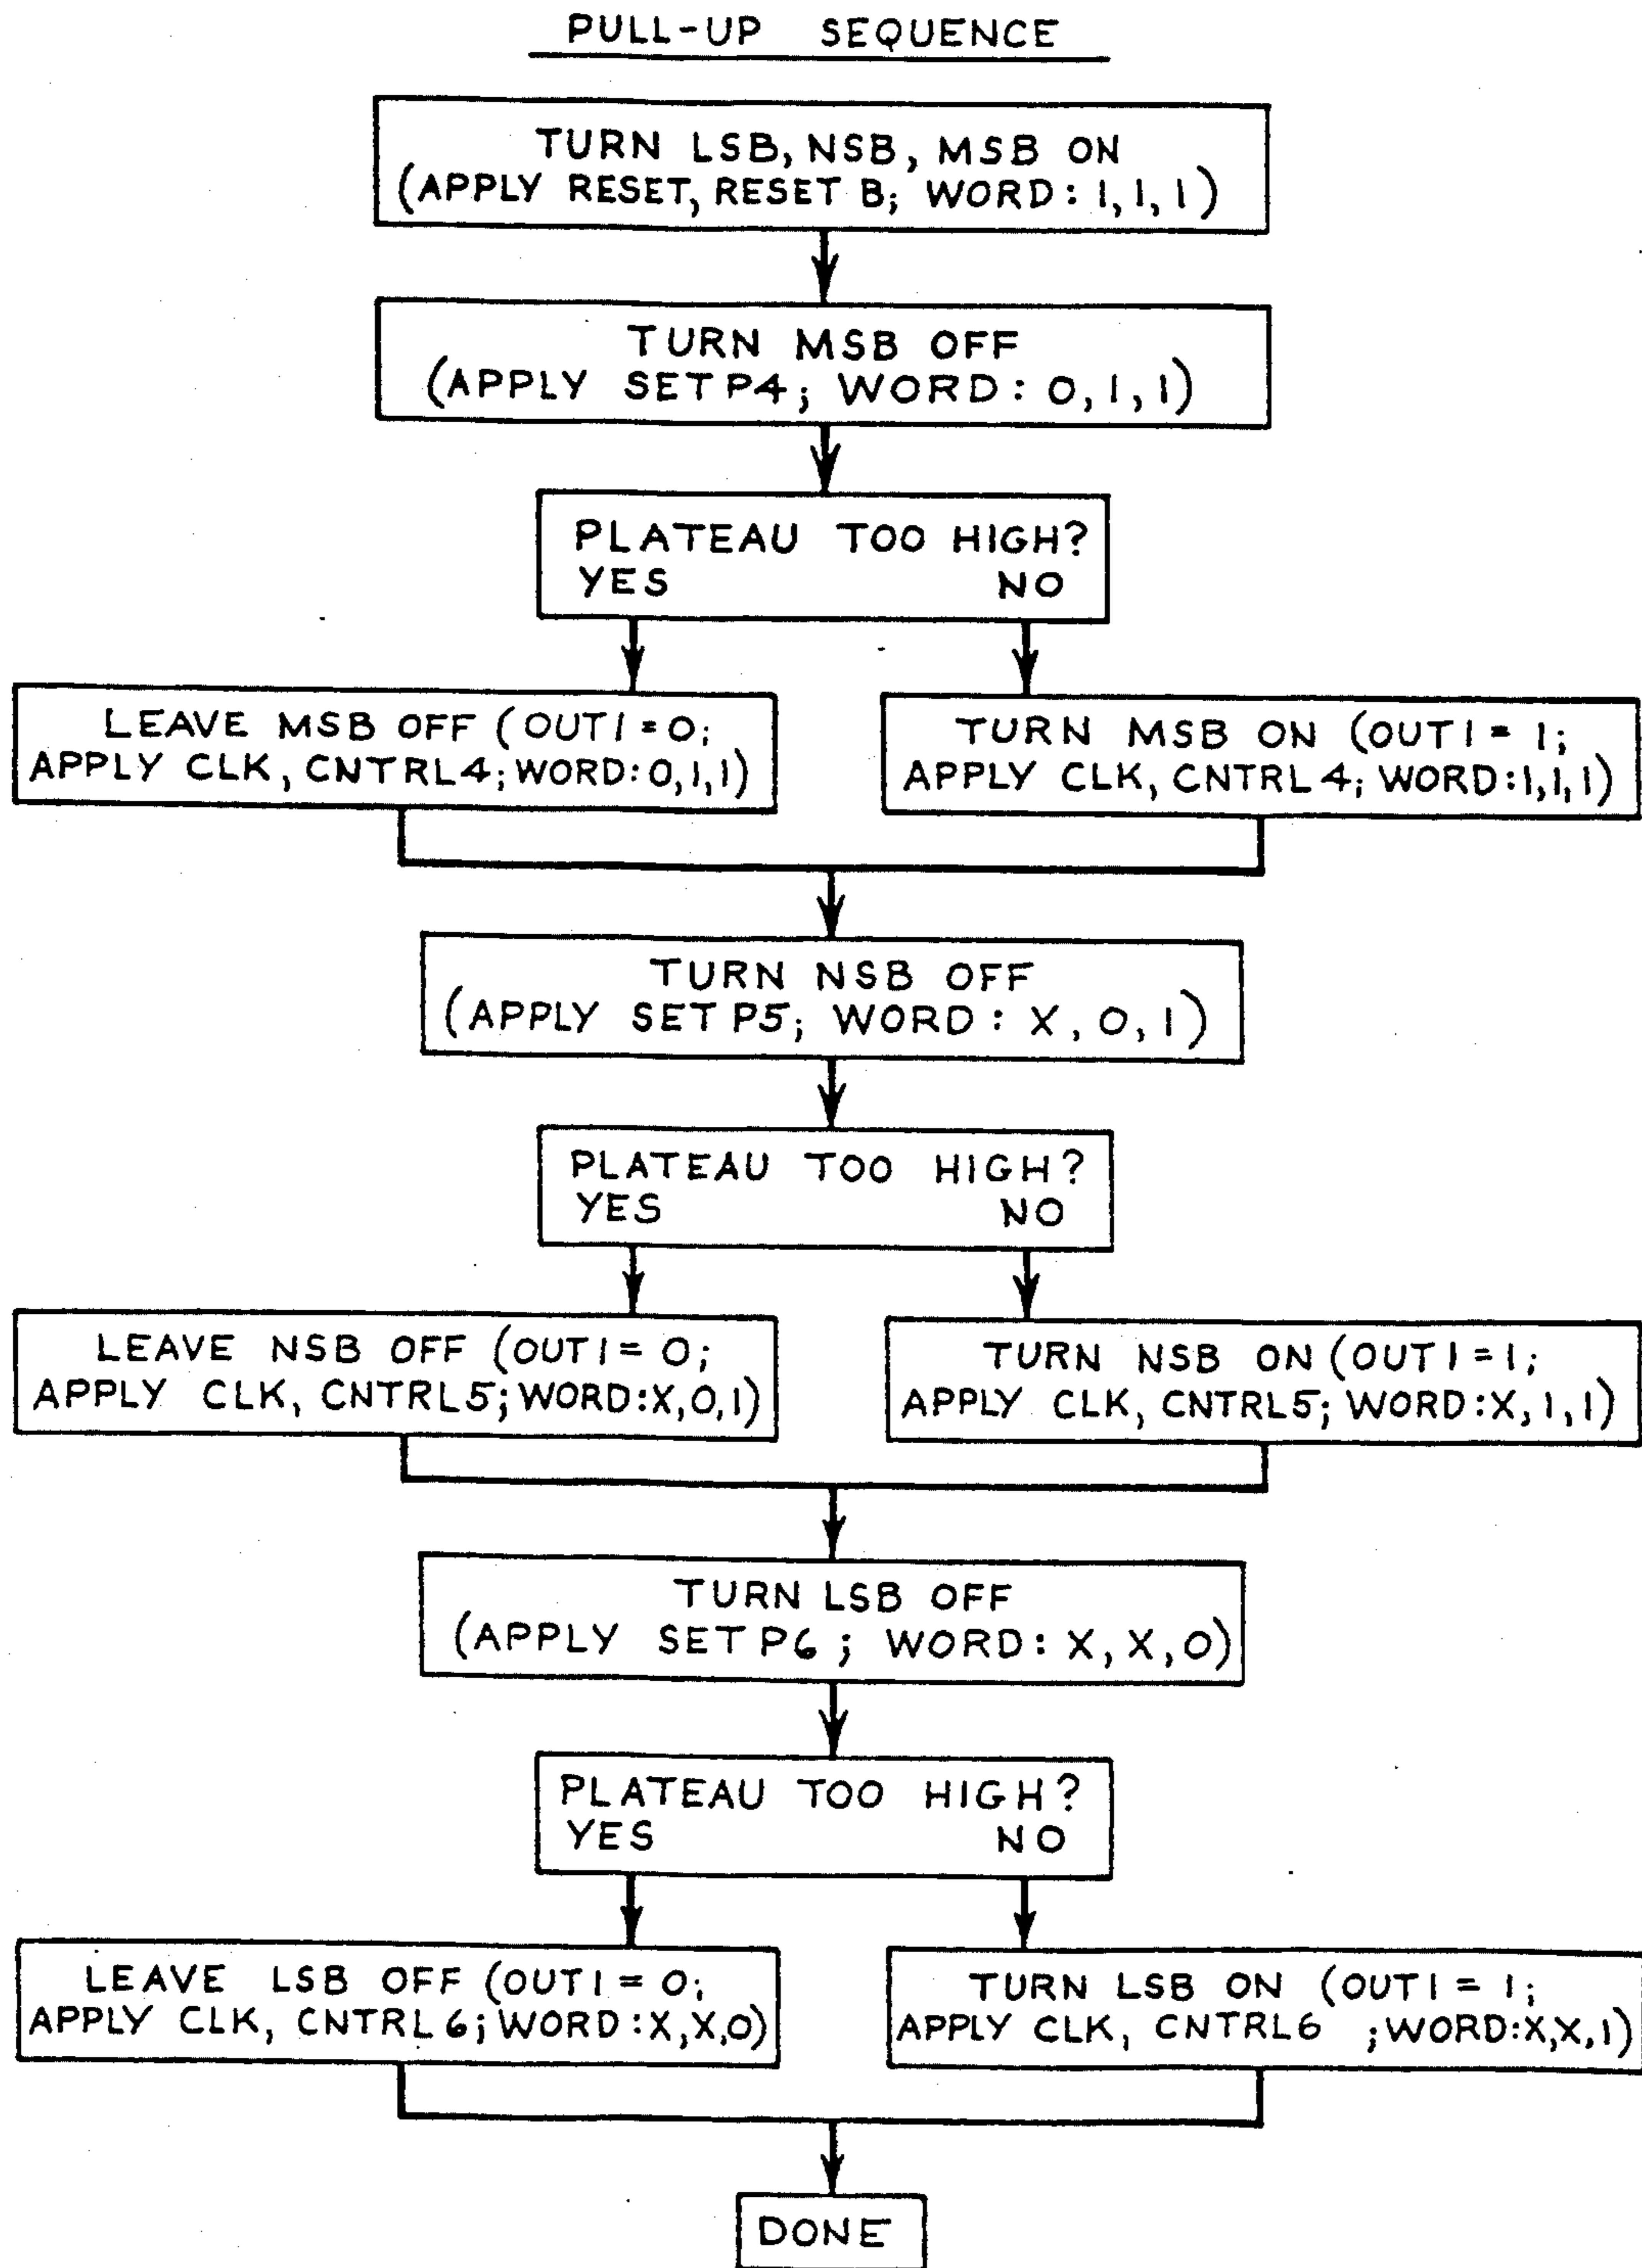 PULL-UP SEQUENCE
TURN LSB, NSB, MSB ON
(APPLY RESET, RESET B; WORD: 1, 1, 1)
TURN MSB OFF
(APPLY SETP4; WORD: 0, 1, 1)
PLATEAU TOO HIGH?
YES NO
LEAVE MSB OFF (OUT1 = 0;
APPLY CLK, CNTRL4; WORD: 0, 1, 1)
TURN MSB ON (OUT1 = 1;
APPLY CLK, CNTRL4; WORD: 1, 1, 1)
TURN NSB OFF
(APPLY SETP5; WORD: X, 0, 1)
PLATEAU TOO HIGH?
YES NO
LEAVE NSB OFF (OUT1 = 0;
APPLY CLK, CNTRL5; WORD: X, 0, 1)
TURN NSB ON (OUT1 = 1;
APPLY CLK, CNTRL5; WORD: X, 1, 1)
TURN LSB OFF
(APPLY SETP6; WORD: X, X, 0)
PLATEAU TOO HIGH?
YES NO
LEAVE LSB OFF (OUT1 = 0;
APPLY CLK, CNTRL6; WORD: X, X, 0)
TURN LSB ON (OUT1 = 1;
APPLY CLK, CNTRL6 ; WORD: X, X, 1)
DONE